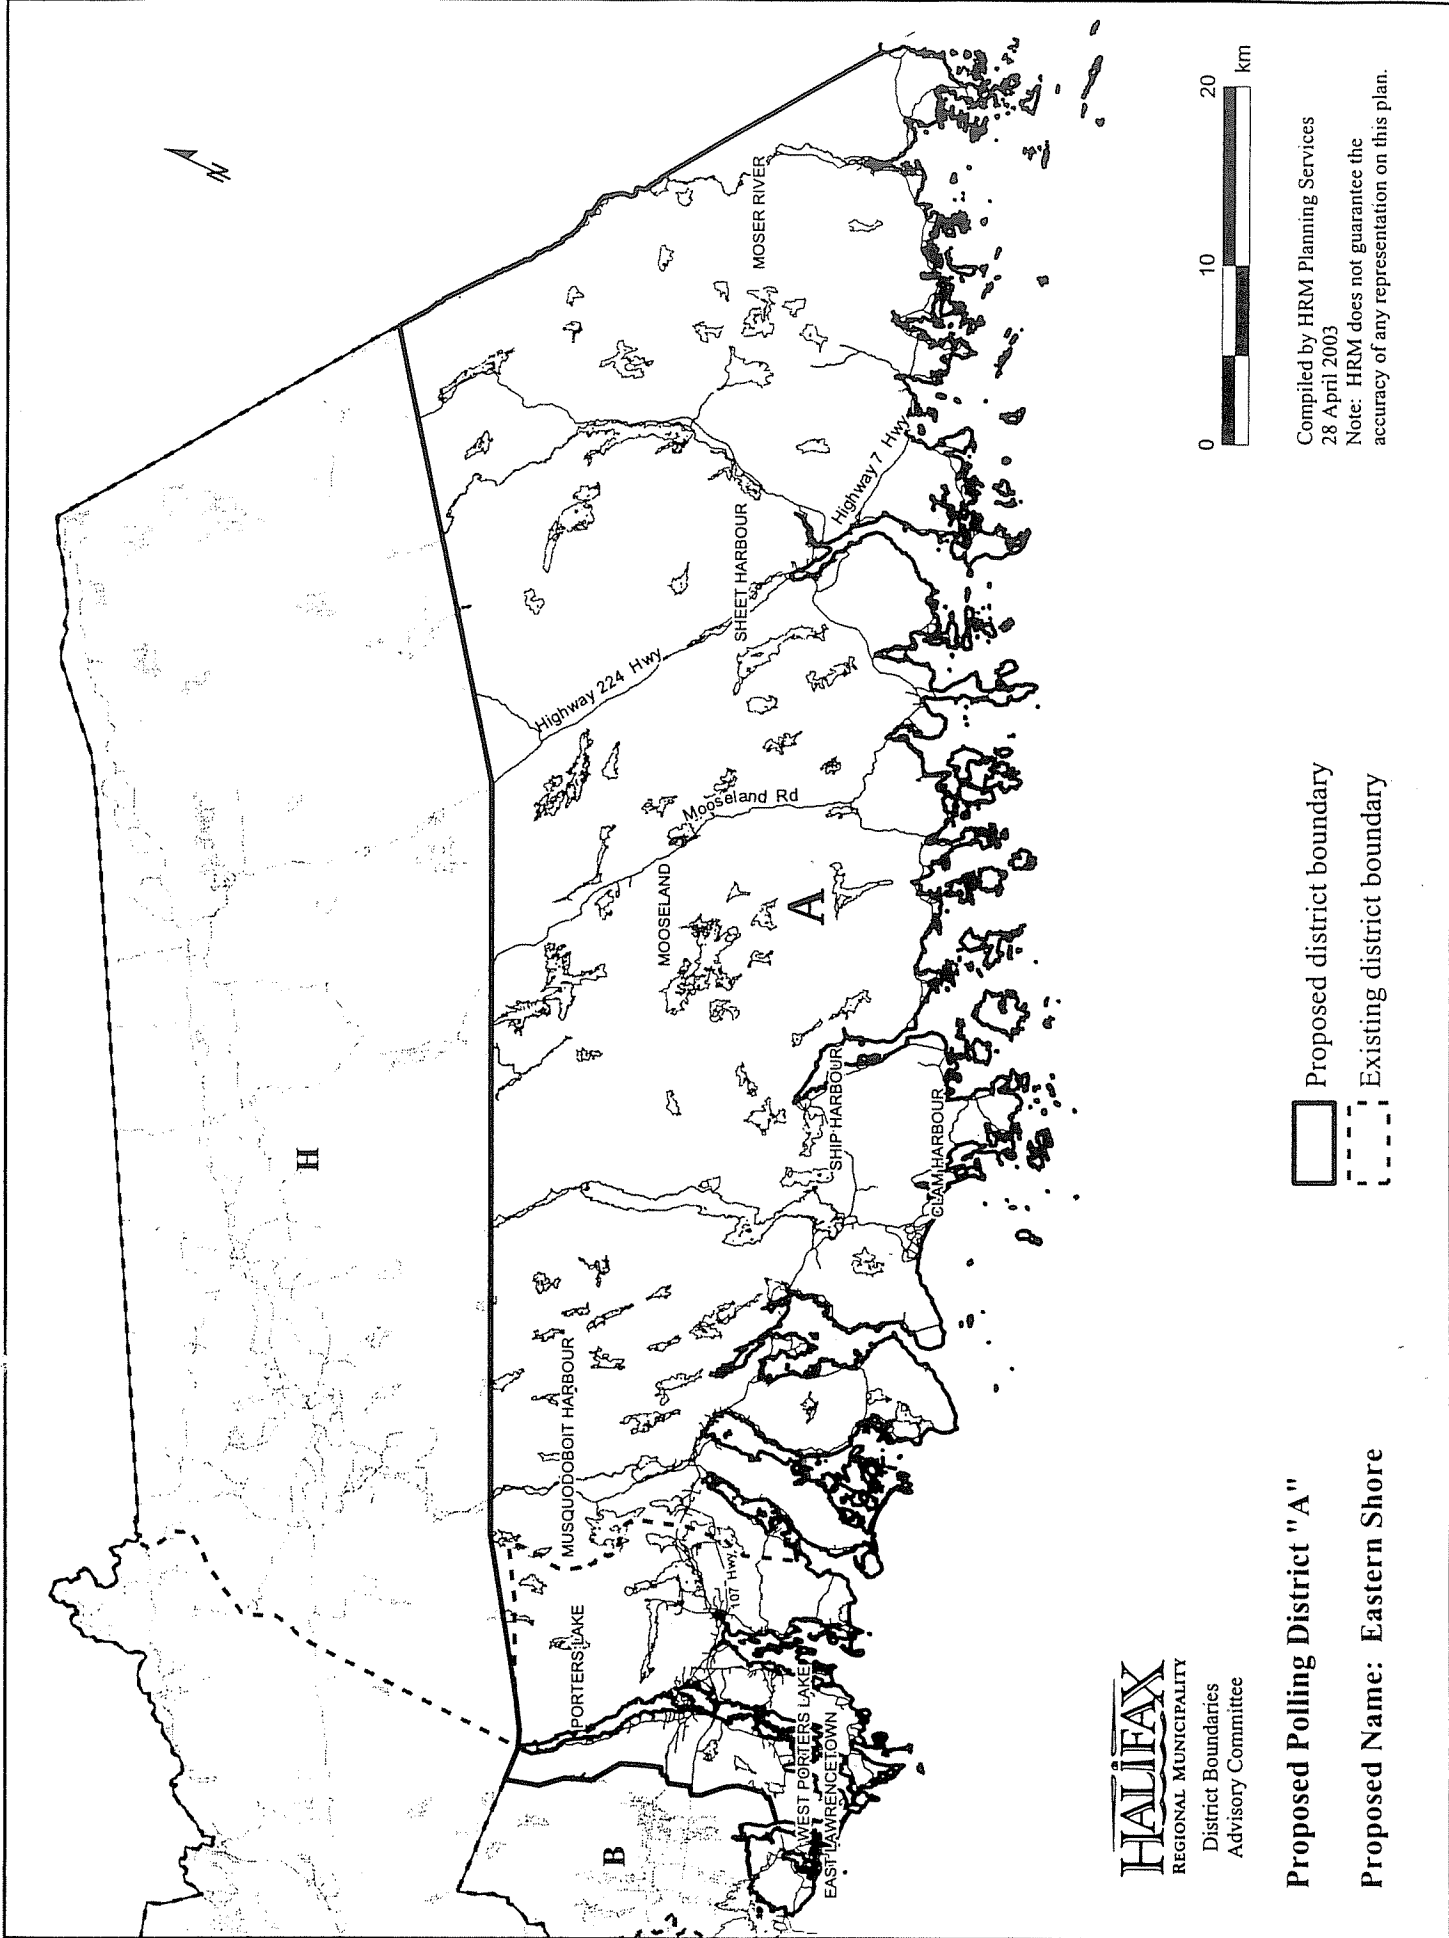 N
H
B
A
MOSER RIVER
SHEET HARBOUR
Highway 7 Hwy
Highway 224 Hwy
Mooseland Rd
MOOSELAND
SHIP HARBOUR
CLAM HARBOUR
MUSQUODOBOIT HARBOUR
107 Hwy
PORTERS LAKE
WEST PORTERS LAKE
EAST LAWRENCETOWN
HALIFAX
REGIONAL MUNICIPALITY
District Boundaries
Advisory Committee
Proposed Polling District "A"
Proposed Name: Eastern Shore
Proposed district boundary
Existing district boundary
0 10 20
km
Compiled by HRM Planning Services
28 April 2003
Note: HRM does not guarantee the
accuracy of any representation on this plan.